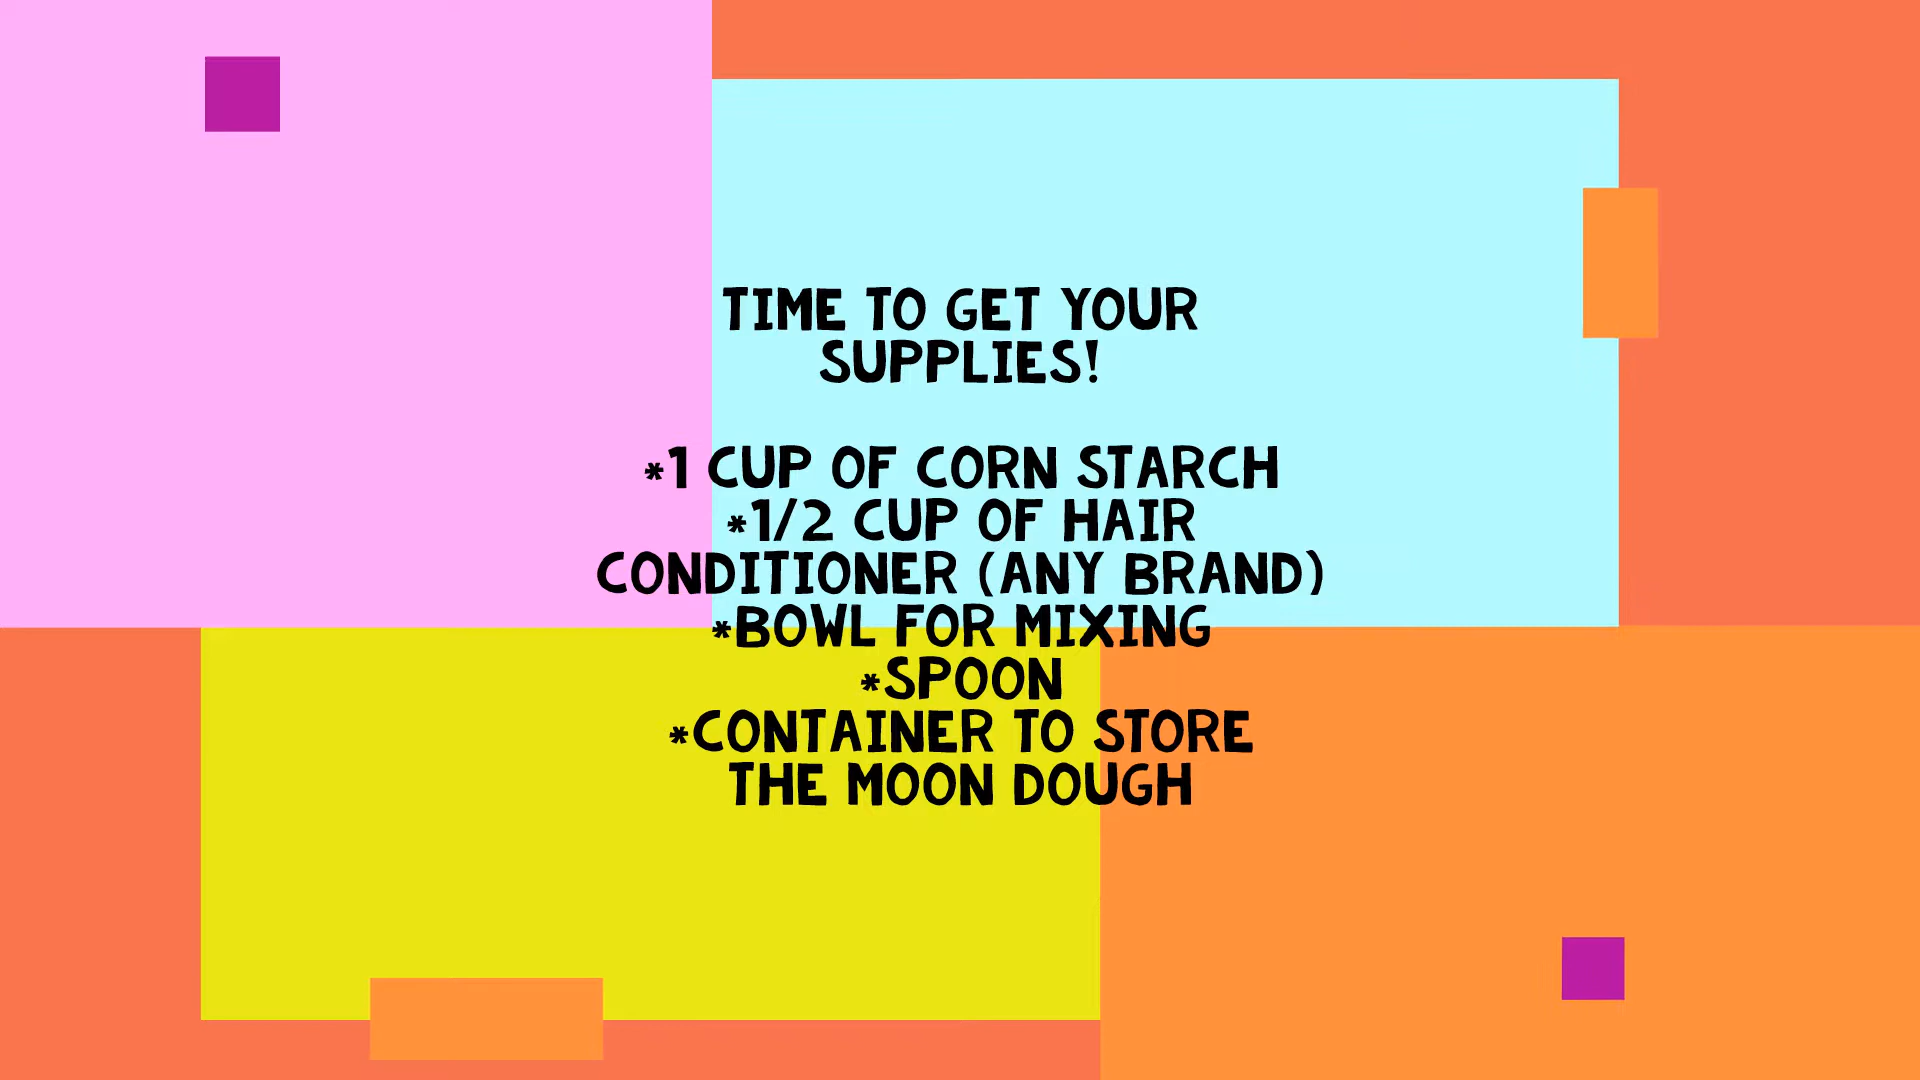 TIME TO GET YOUR
SUPPLIES!
*1 CUP OF CORN STARCH
*1/2 CUP OF HAIR
CONDITIONER (ANY BRAND)
*BOWL FOR MIXING
*SPOON
*CONTAINER TO STORE
THE MOON DOUGH